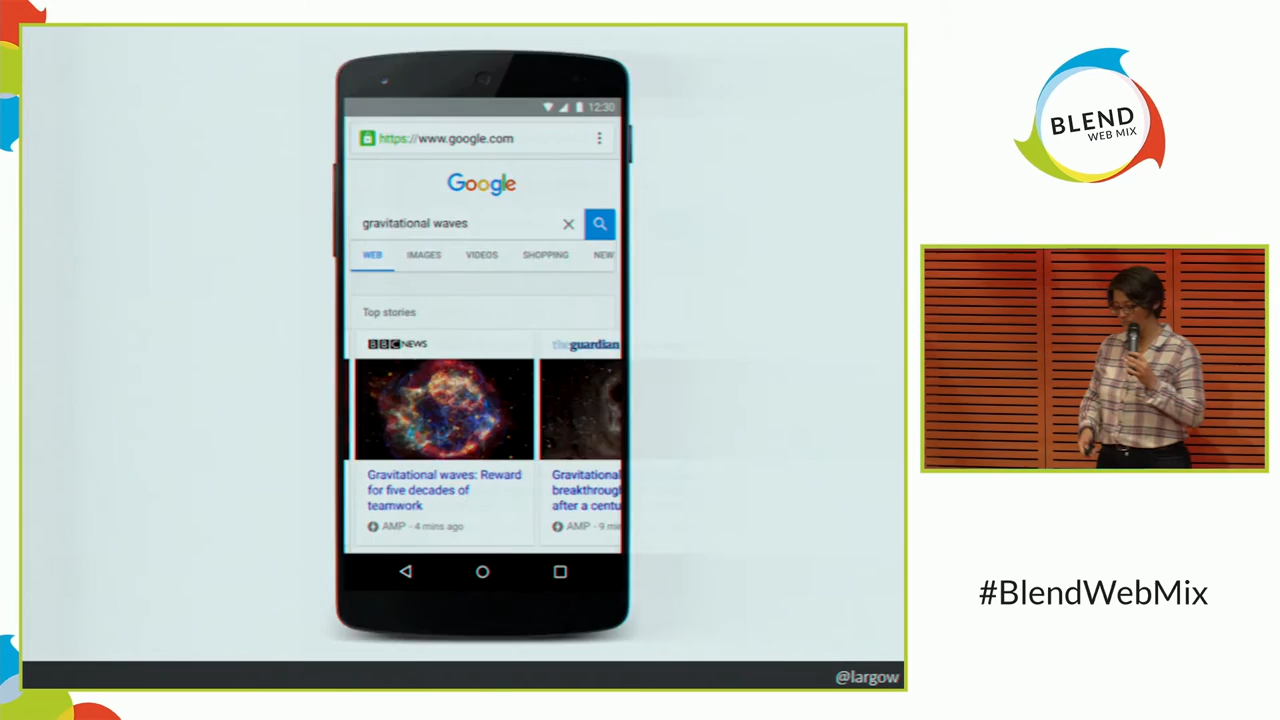 12:30
https://www.google.com
Google
gravitational waves
WEB IMAGES VIDEOS SHOPPING NEW
Top stories
BBC NEWS
theguardian
Gravitational waves: Reward
for five decades of
teamwork
AMP - 4 mins ago
Gravitational
breakthroug
after a centu
AMP - 9 mi
@largow
BLEND
WEB MIX
#BlendWebMix